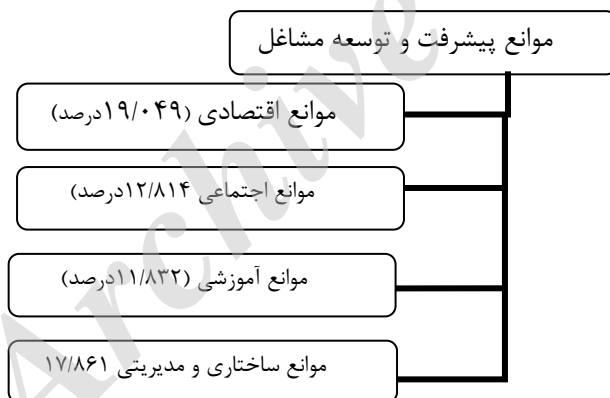 موانع پیشرفت و توسعه مشاغل
موانع اقتصادی (۱۹/۰۴۹درصد)
موانع اجتماعی ۱۲/۸۱۴درصد)
موانع آموزشی (۱۱/۸۳۲درصد)
موانع ساختاری و مدیریتی ۱۷/۸۶۱
Archive